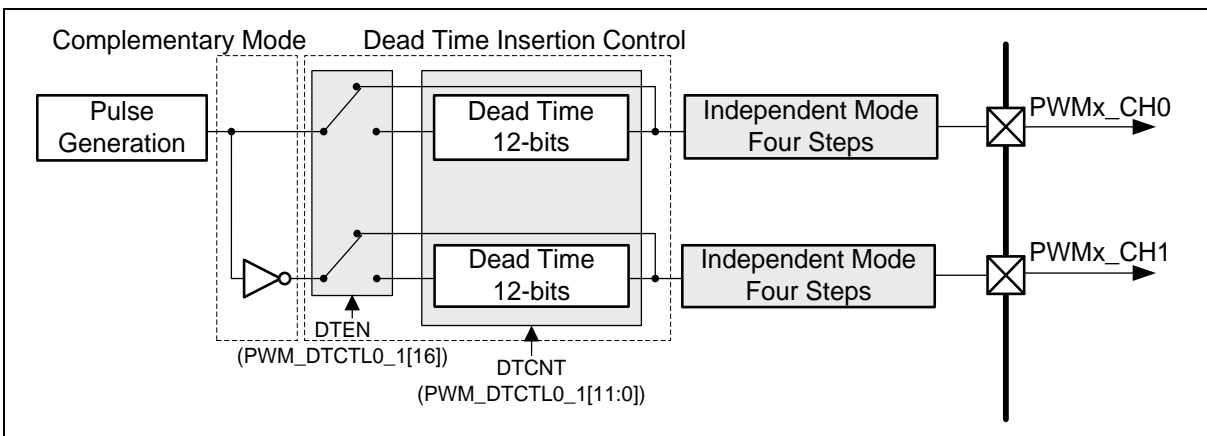 Complementary Mode
Dead Time Insertion Control
Pulse
Generation
Dead Time
12-bits
Independent Mode
Four Steps
PWMx_CH0
Dead Time
12-bits
Independent Mode
Four Steps
PWMx_CH1
DTEN
(PWM_DTCTL0_1[16])
DTCNT
(PWM_DTCTL0_1[11:0])